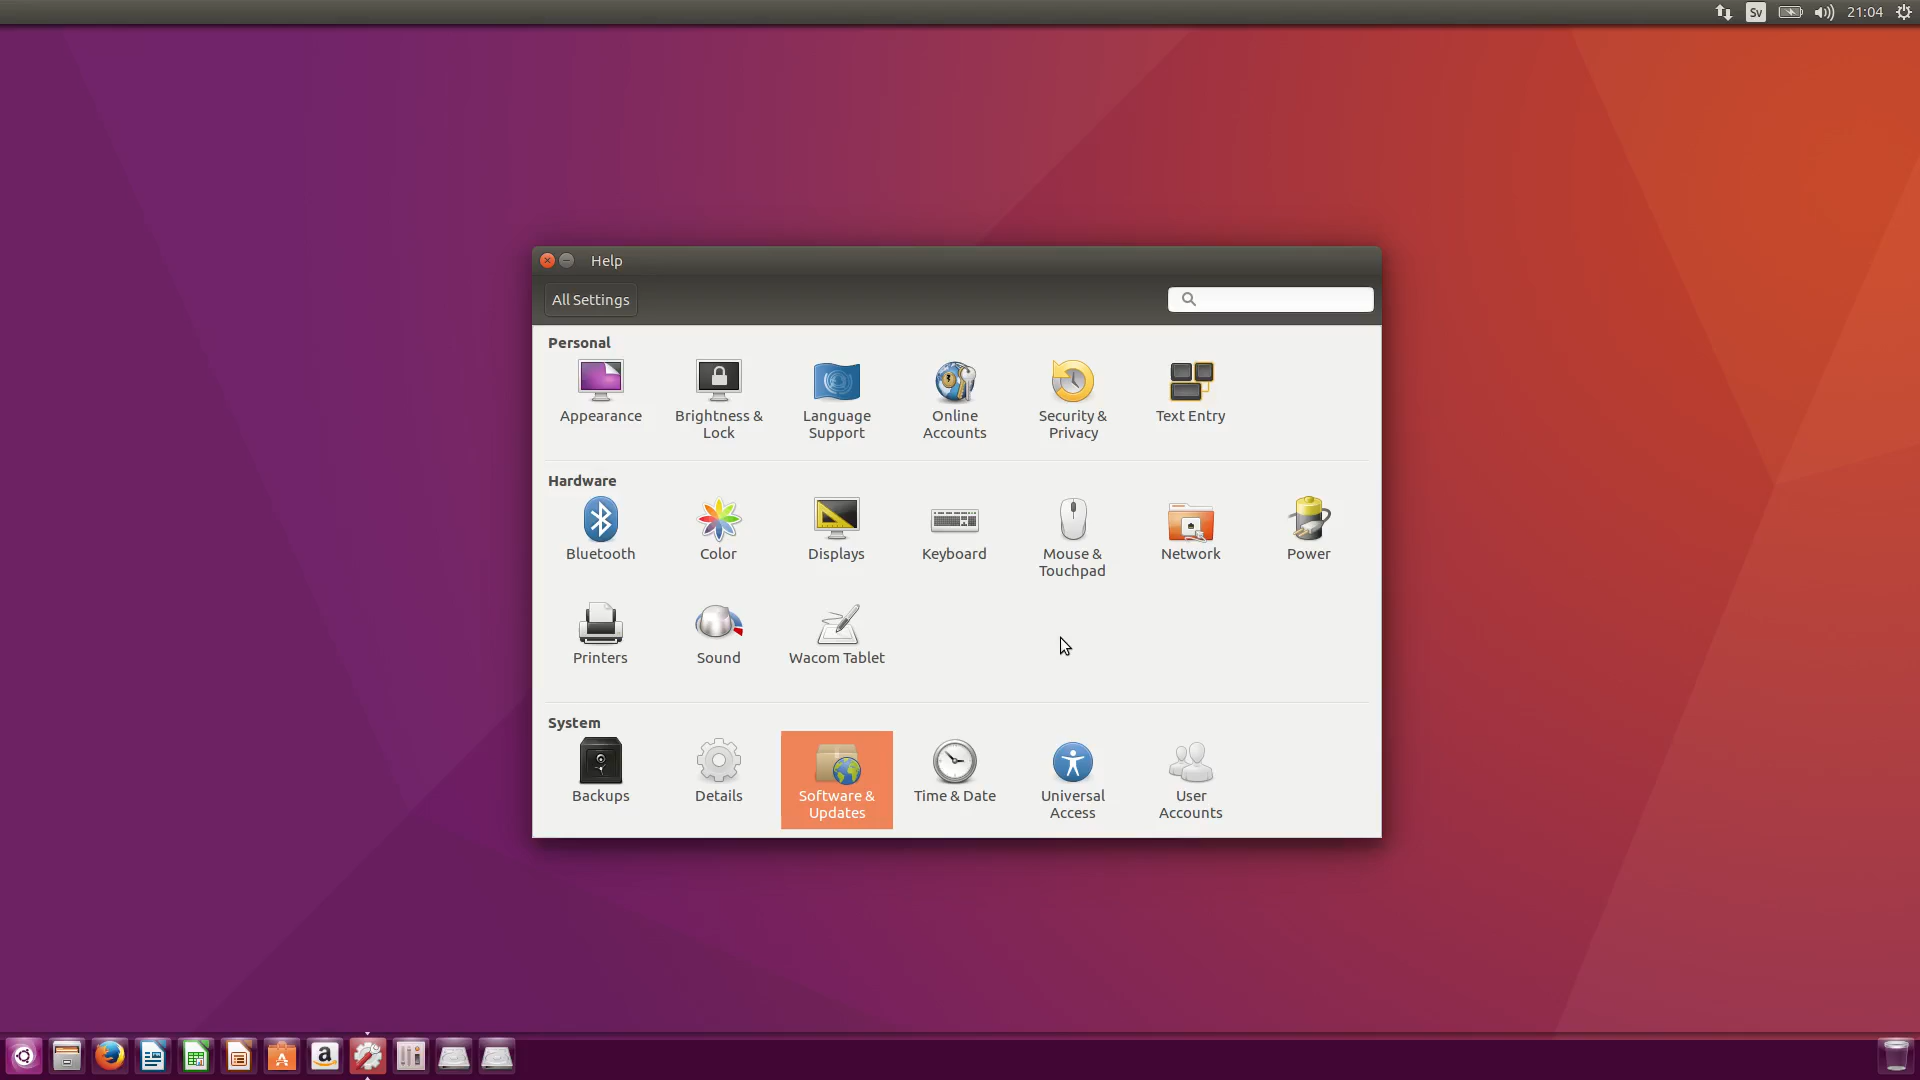 Sv 21:04
Help
All Settings
Personal
Appearance
Brightness &
Lock
Language
Support
Online
Accounts
Security &
Privacy
Text Entry
Hardware
Bluetooth
Color
Displays
Keyboard
Mouse &
Touchpad
Network
Power
Printers
Sound
Wacom Tablet
System
Backups
Details
Software &
Updates
Time & Date
Universal
Access
User
Accounts